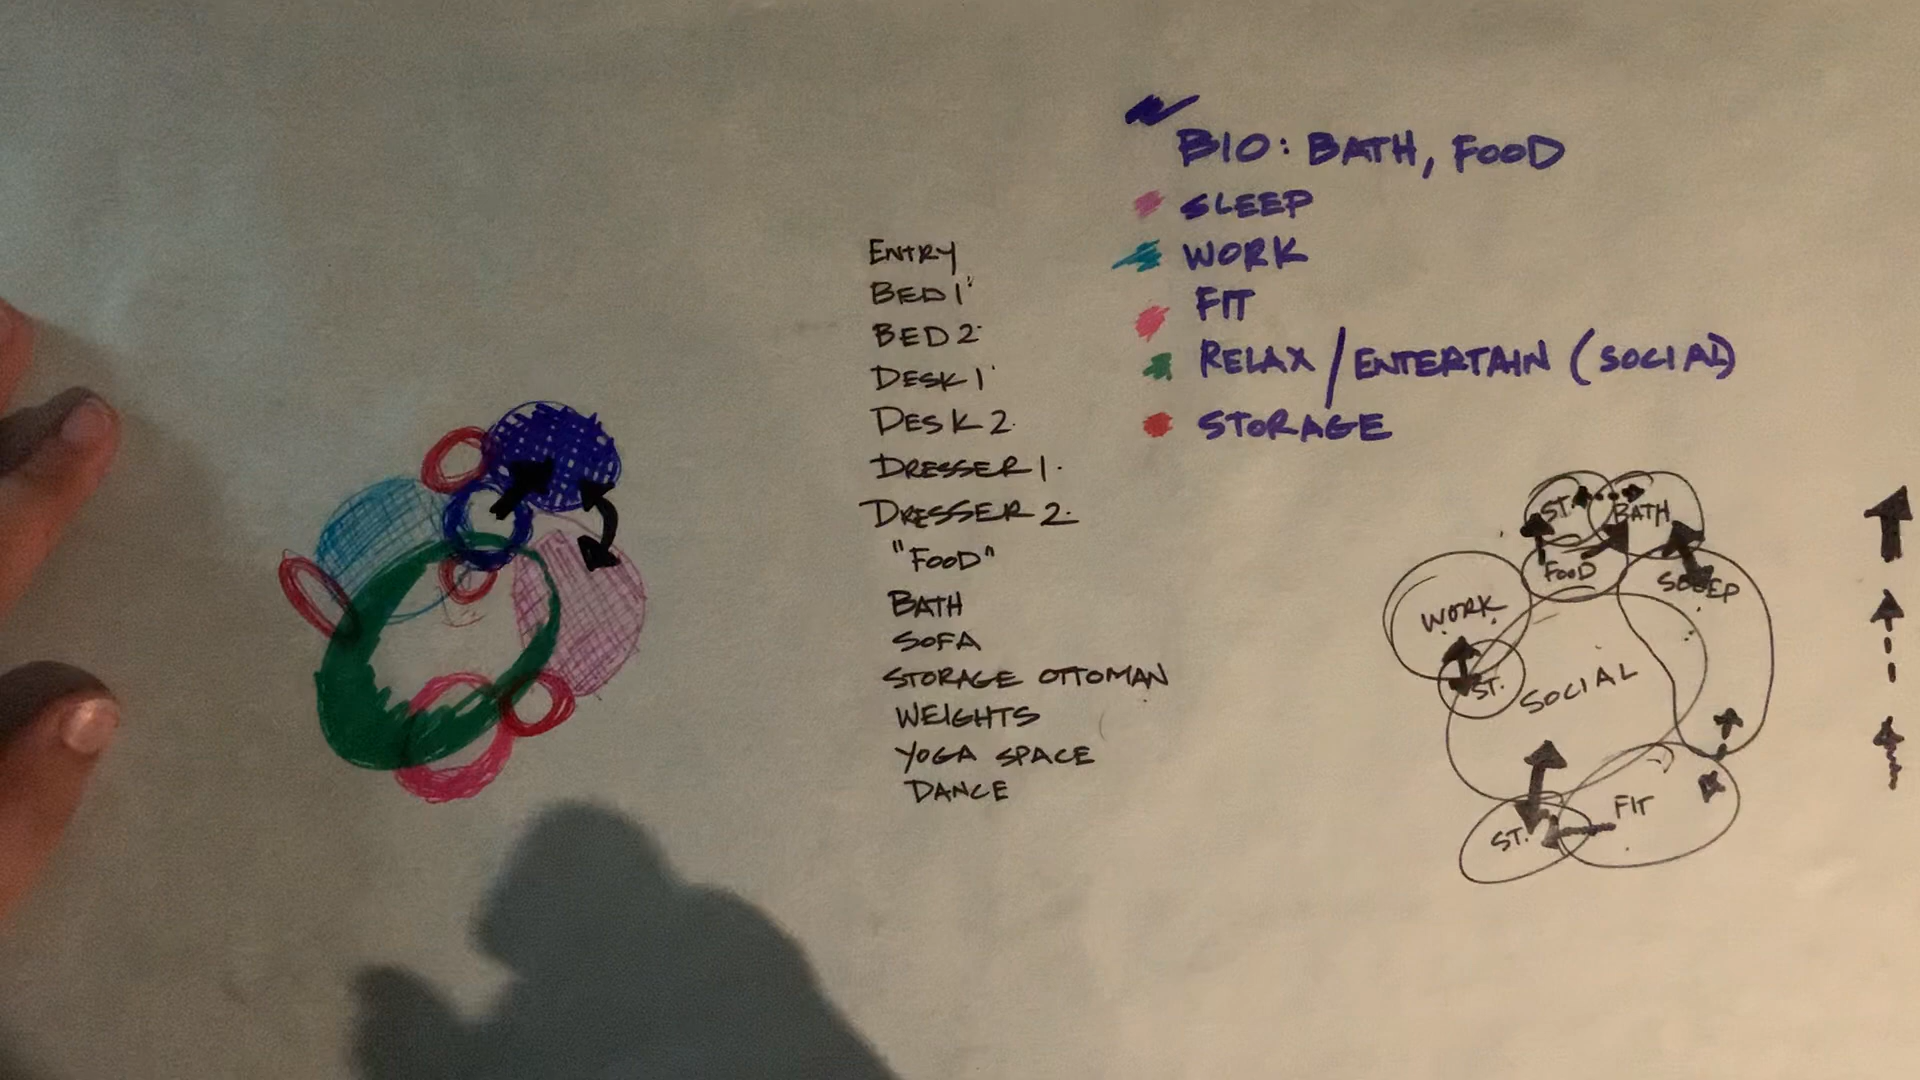 ENTRY
BED 1
BED 2
DESK 1
DESK 2
DRESSER 1
DRESSER 2
"FOOD"
BATH
SOFA
STORAGE OTTOMAN
WEIGHTS
YOGA SPACE
DANCE
BIO: BATH, FOOD
SLEEP
WORK
FIT
RELAX / ENTERTAIN (SOCIAL)
STORAGE
ST.
BATH
FOOD
SLEEP
WORK
ST.
SOCIAL
FIT
ST.